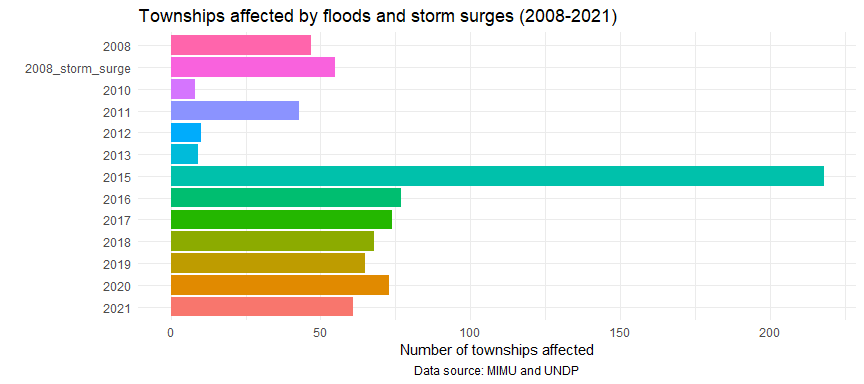 Townships affected by floods and storm surges (2008-2021)
2008
2008_storm_surge
2010
2011
2012
2013
2015
2016
2017
2018
2019
2020
2021
0 50 100 150 200
Number of townships affected
Data source: MIMU and UNDP